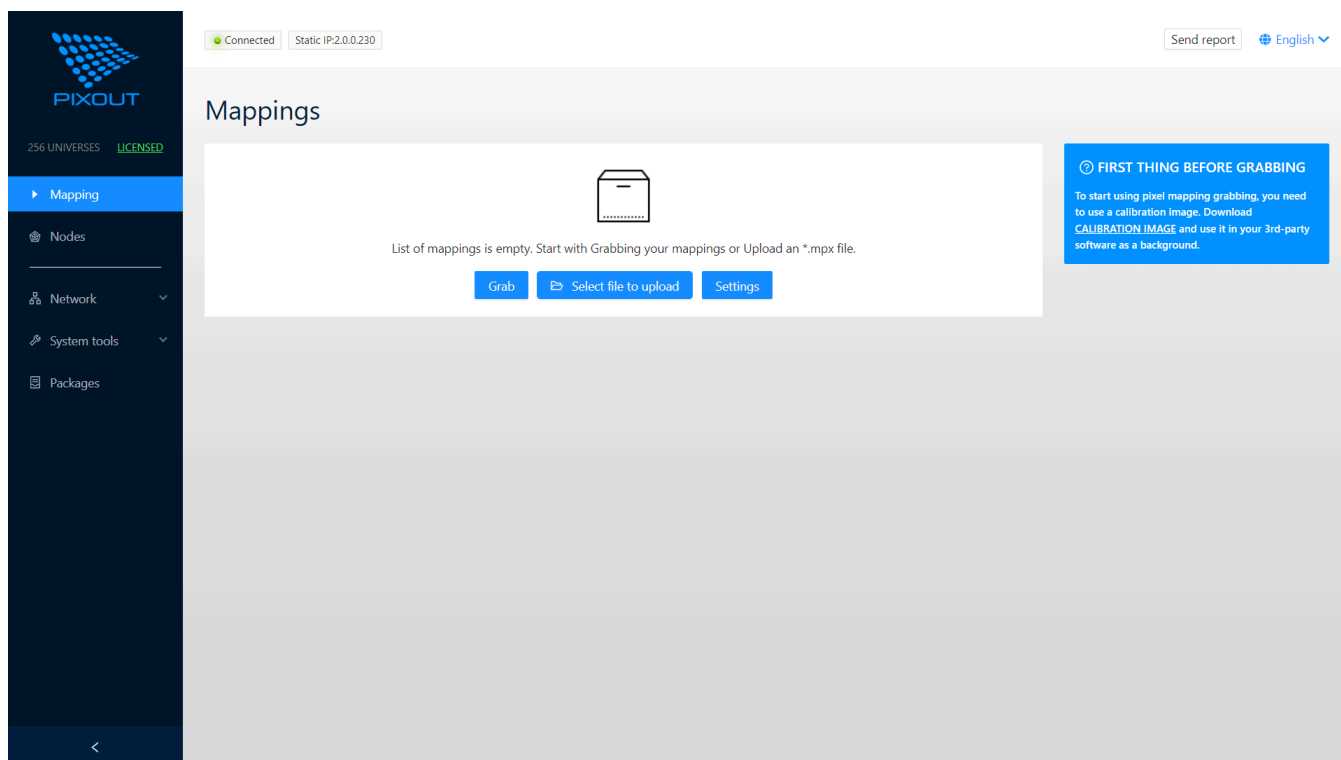 PIXOUT
256 UNIVERSES LICENSED
Mapping
Nodes
Network
System tools
Packages
Connected Static IP:2.0.0.230
Send report English
Mappings
List of mappings is empty. Start with Grabbing your mappings or Upload an *.mpx file.
Grab Select file to upload Settings
FIRST THING BEFORE GRABBING
To start using pixel mapping grabbing, you need
to use a calibration image. Download
CALIBRATION IMAGE and use it in your 3rd-party
software as a background.